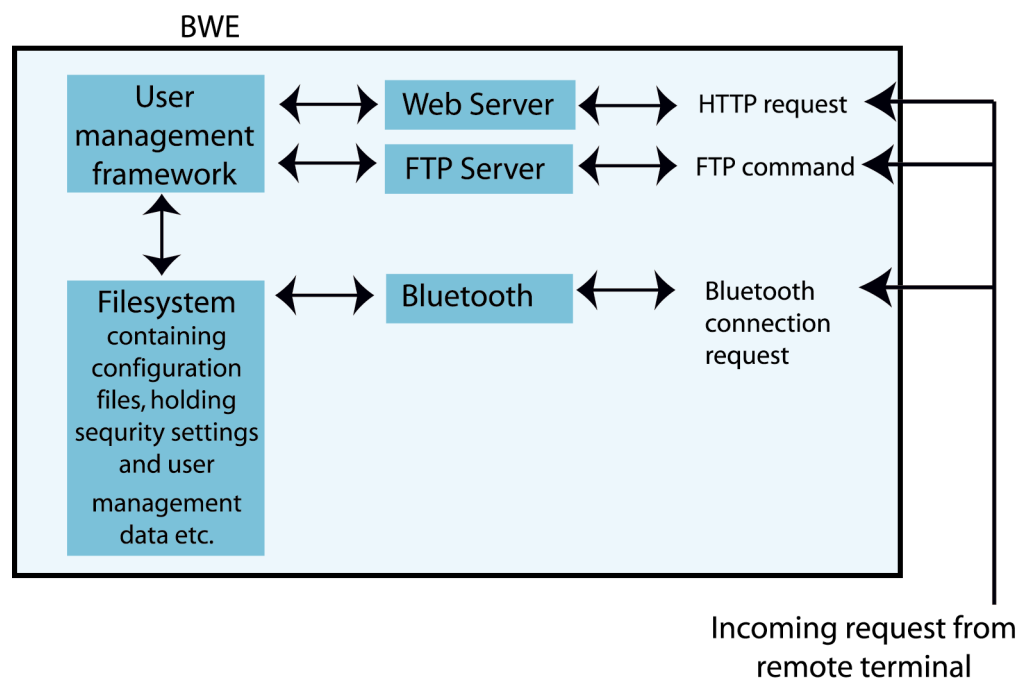 BWE
User
management
framework
Web Server
HTTP request
FTP Server
FTP command
Filesystem
containing
configuration
files, holding
sequrity settings
and user
management
data etc.
Bluetooth
Bluetooth
connection
request
Incoming request from
remote terminal